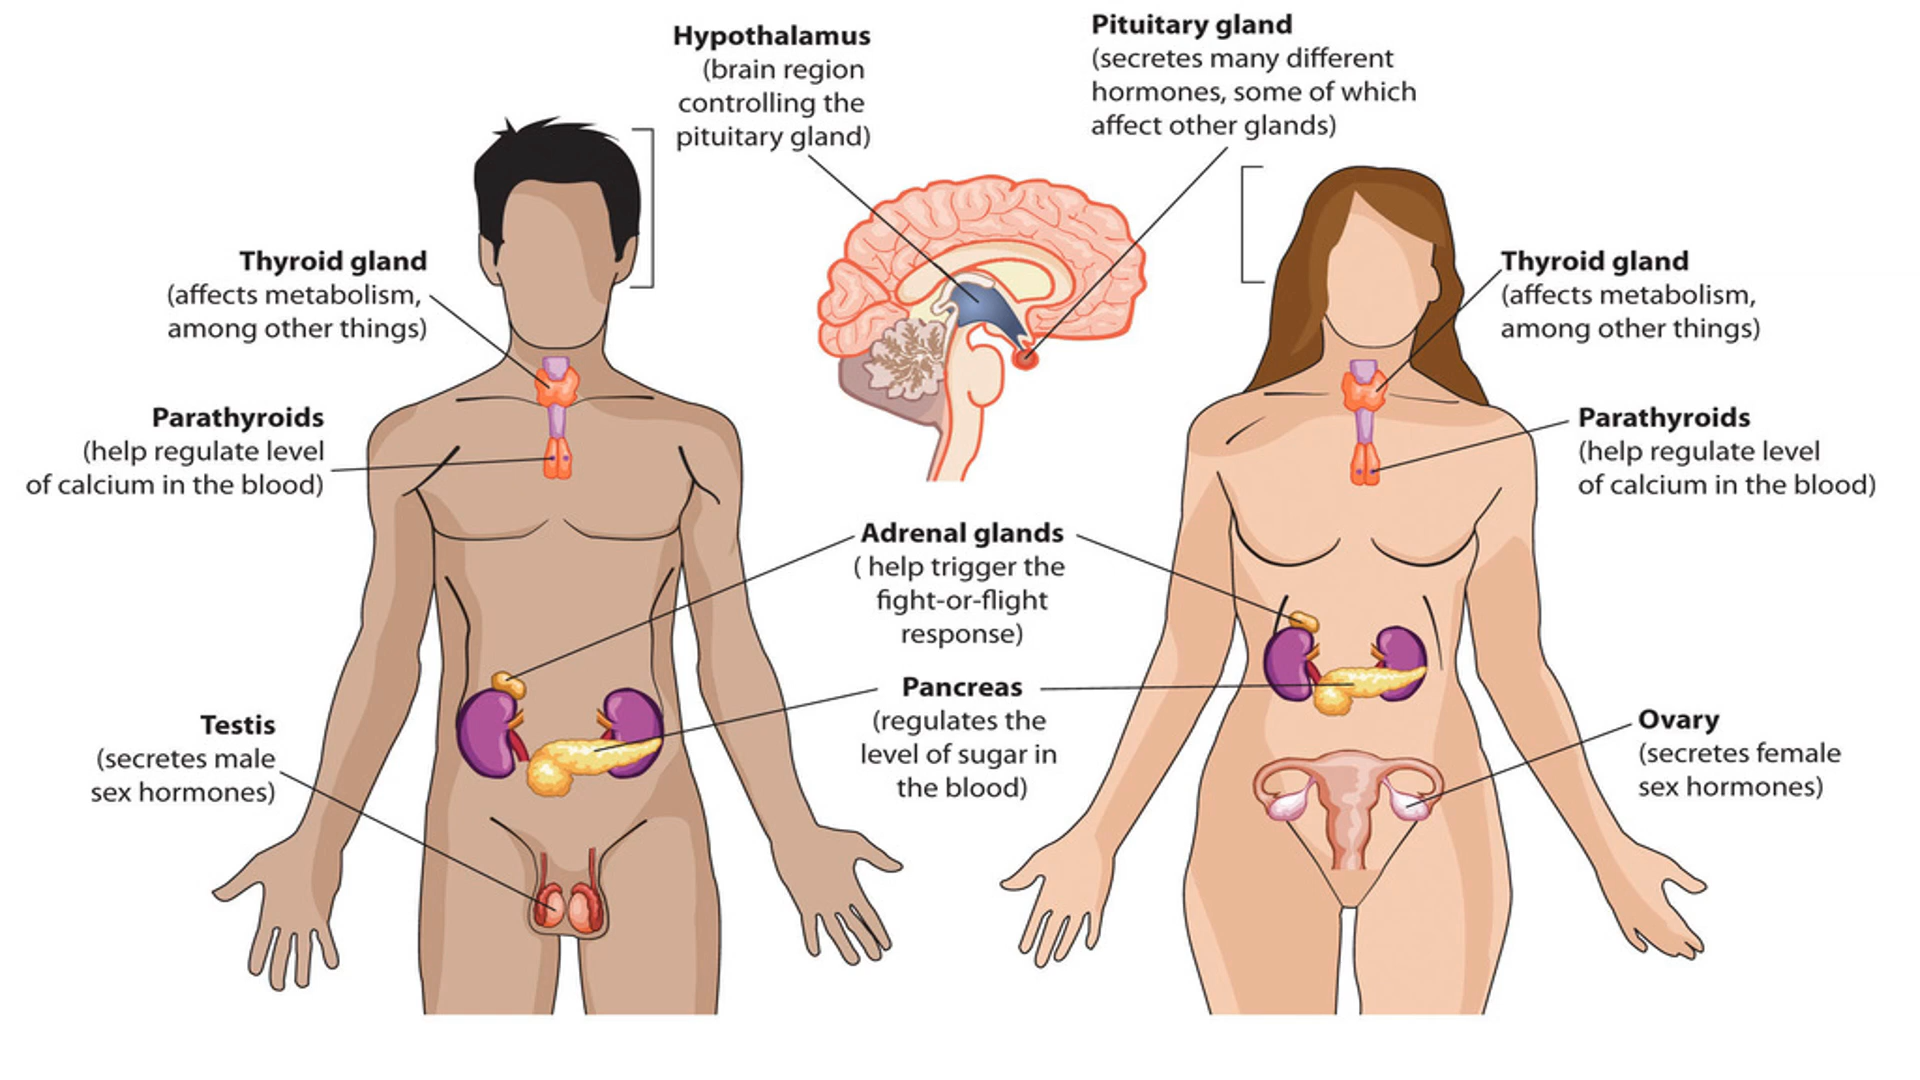 Hypothalamus
(brain region
controlling the
pituitary gland)
Pituitary gland
(secretes many different
hormones, some of which
affect other glands)
Thyroid gland
(affects metabolism,
among other things)
Thyroid gland
(affects metabolism,
among other things)
Parathyroids
(help regulate level
of calcium in the blood)
Parathyroids
(help regulate level
of calcium in the blood)
Adrenal glands
( help trigger the
fight-or-flight
response)
Pancreas
(regulates the
level of sugar in
the blood)
Testis
(secretes male
sex hormones)
Ovary
(secretes female
sex hormones)